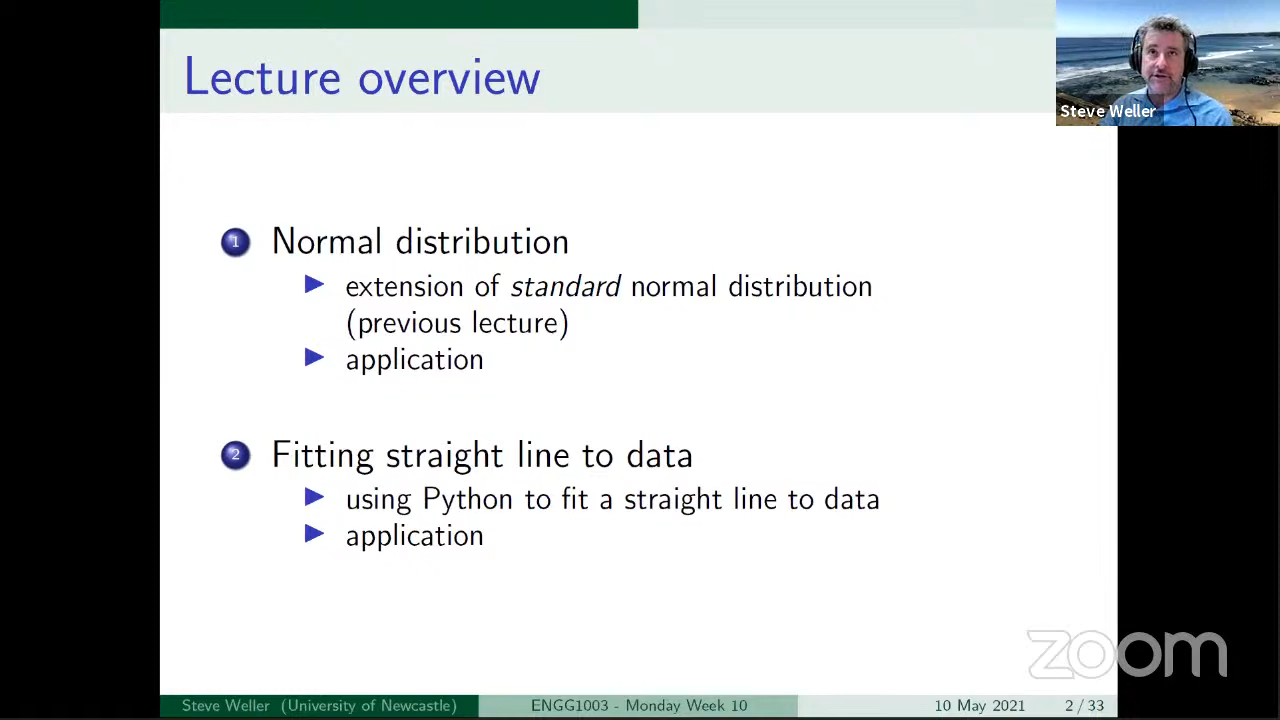 Lecture overview
Steve Weller
1 Normal distribution
extension of standard normal distribution
(previous lecture)
application
2 Fitting straight line to data
using Python to fit a straight line to data
application
zoom
Steve Weller (University of Newcastle) ENGG1003 - Monday Week 10 10 May 2021 2 / 33